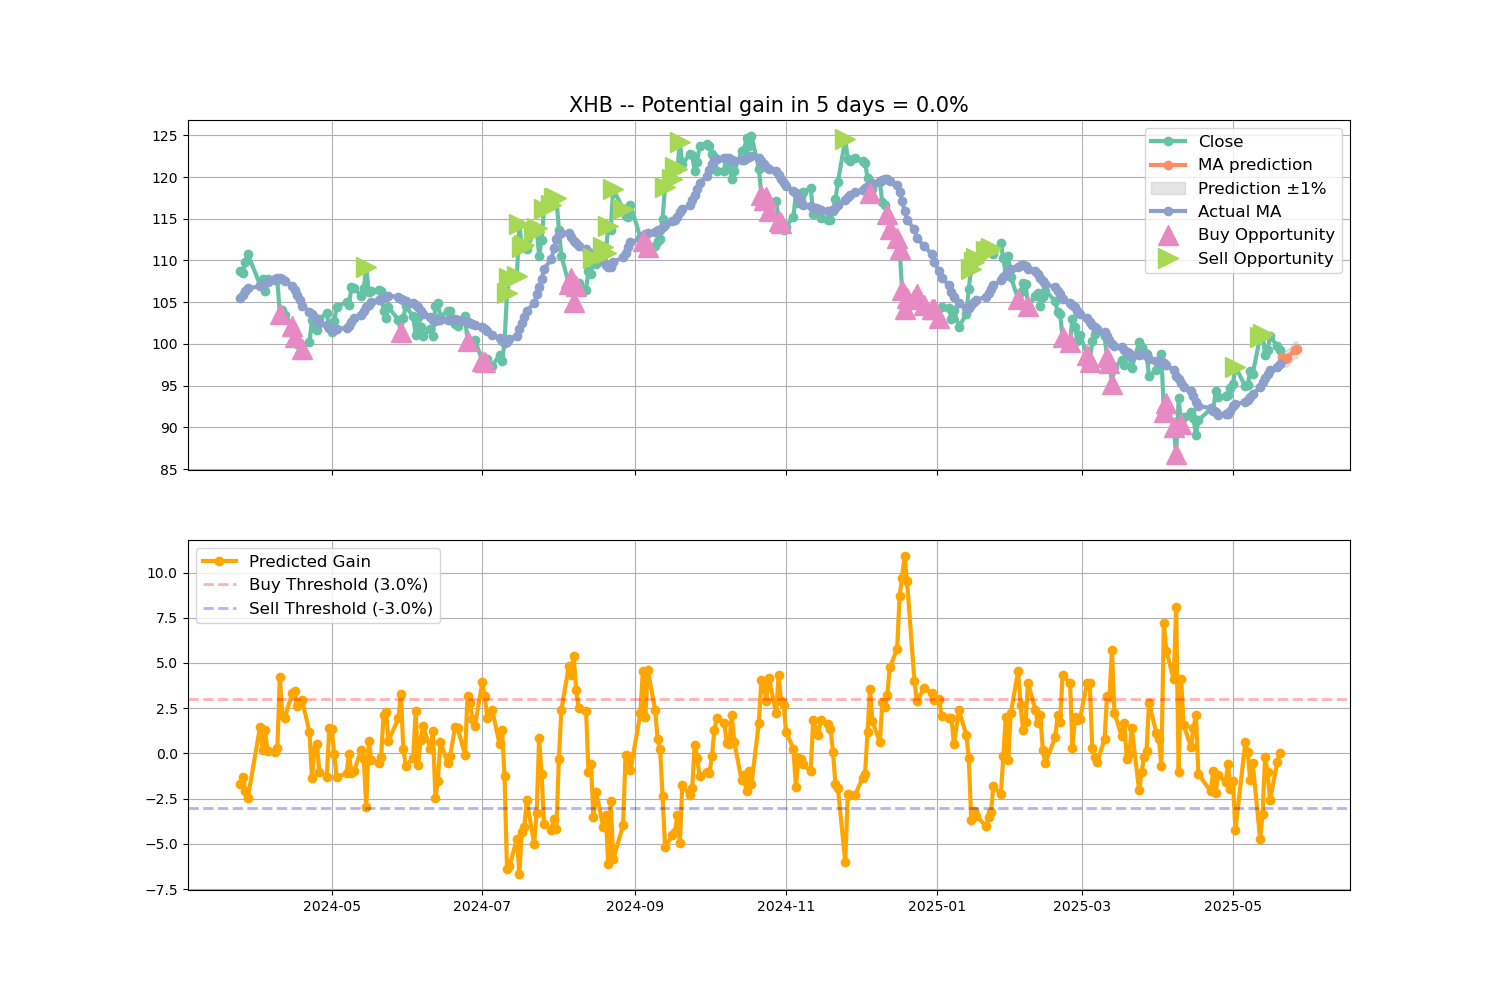 XHB -- Potential gain in 5 days = 0.0%
125
120
115
110
105
100
95
90
85
Close
MA prediction
Prediction ±1%
Actual MA
Buy Opportunity
Sell Opportunity
10.0
7.5
5.0
2.5
0.0
−2.5
−5.0
−7.5
Predicted Gain
Buy Threshold (3.0%)
Sell Threshold (-3.0%)
2024-05
2024-07
2024-09
2024-11
2025-01
2025-03
2025-05